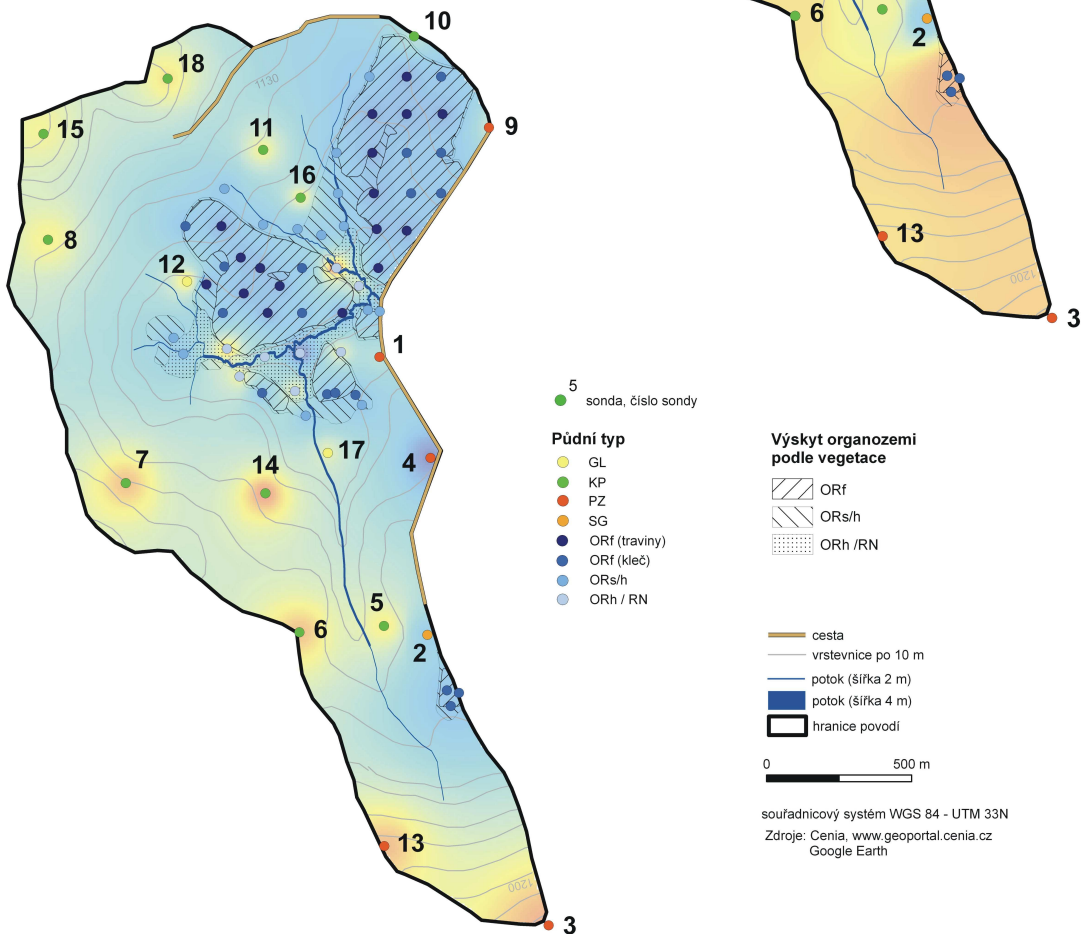 10
18
1130
15
11
9
16
8
12
1
7
14
17
4
5
6
2
13
1200
3
6
2
13
1200
3
5
sonda, číslo sondy
Půdní typ
GL
KP
PZ
SG
ORf (traviny)
ORf (kleč)
ORs/h
ORh / RN
Výskyt organozemi
podle vegetace
ORf
ORs/h
ORh /RN
cesta
vrstevnice po 10 m
potok (šířka 2 m)
potok (šířka 4 m)
hranice povodí
0 500 m
souřadnicový systém WGS 84 - UTM 33N
Zdroje: Cenia, www.geoportal.cenia.cz
Google Earth